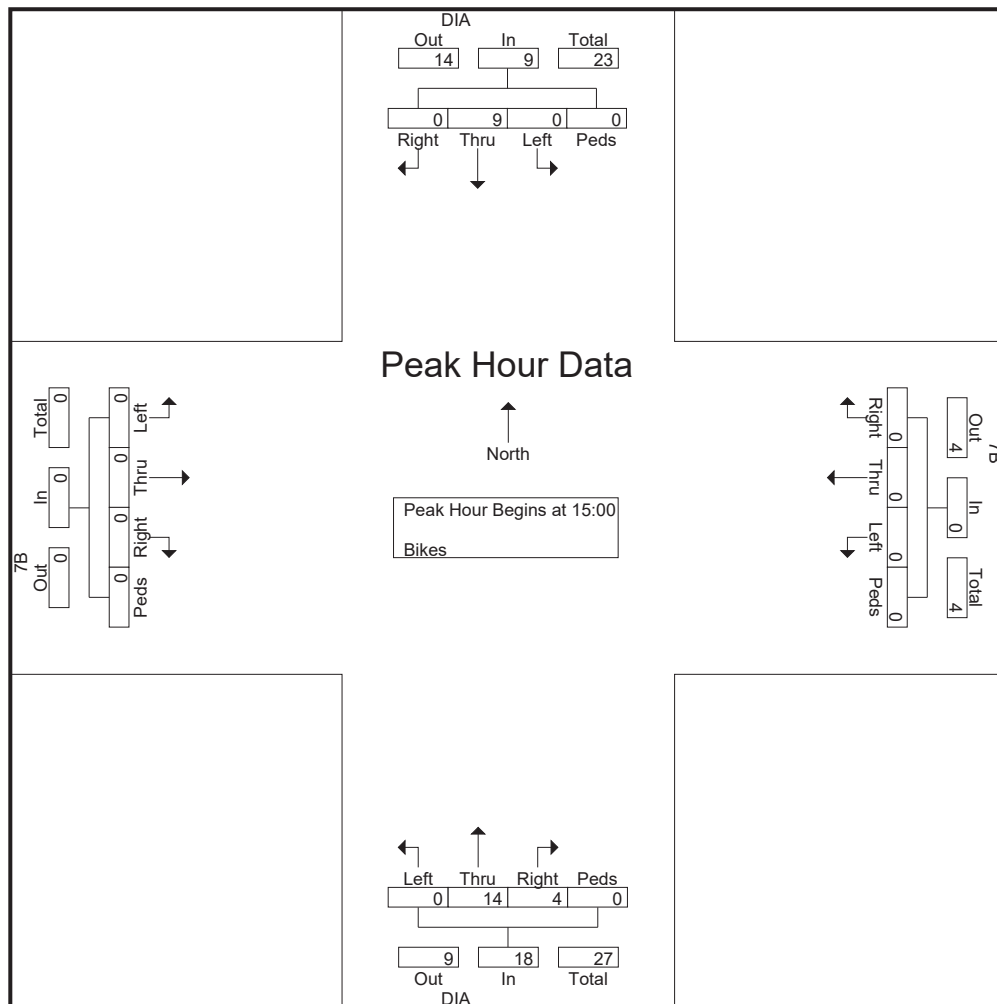 DIA
Out In Total
14 9 23
0 9 0 0
Right Thru Left Peds
Peak Hour Data
North
Peak Hour Begins at 15:00
Bikes
7B
Out In Total
0 0 0
Left Thru Right Peds
0 0 0 0
7B
Out In Total
4 0 4
Right Thru Left Peds
0 0 0 0
Left Thru Right Peds
0 14 4 0
9 18 27
Out In Total
DIA